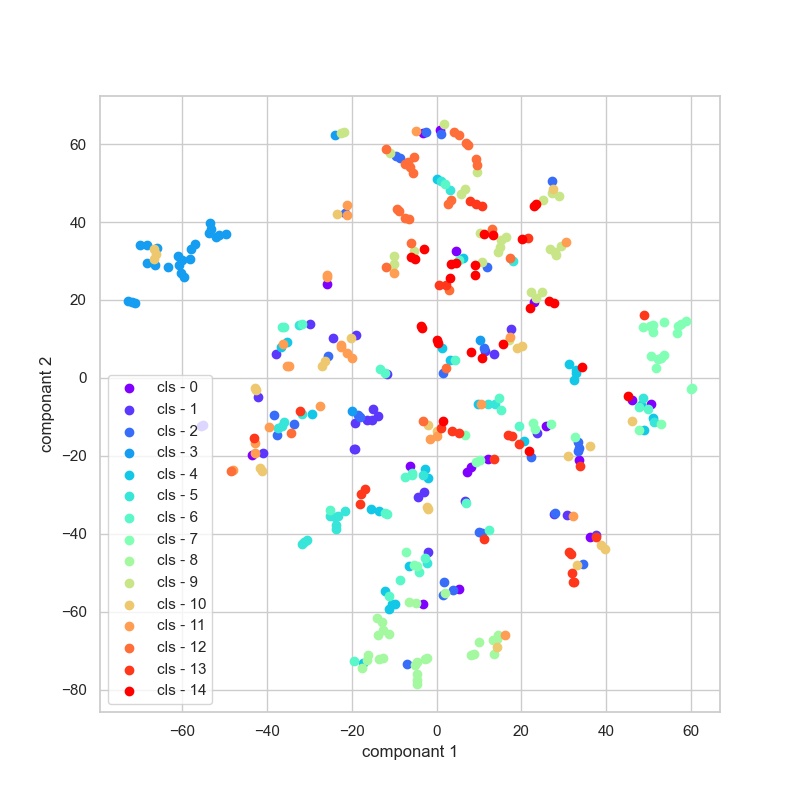 60
40
20
0
−20
−40
−60
−80
componant 2
cls - 0
cls - 1
cls - 2
cls - 3
cls - 4
cls - 5
cls - 6
cls - 7
cls - 8
cls - 9
cls - 10
cls - 11
cls - 12
cls - 13
cls - 14
−60 −40 −20 0 20 40 60
componant 1